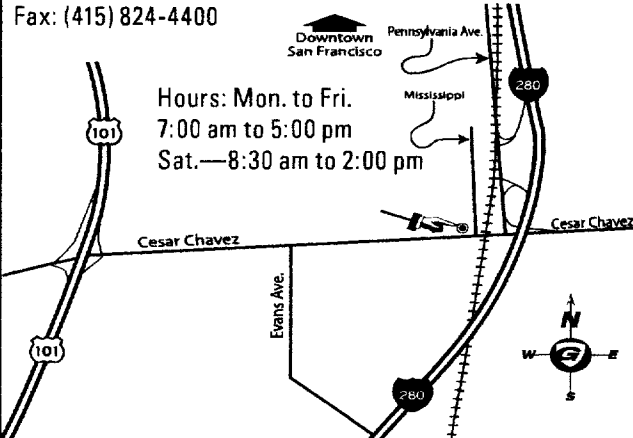 Fax: (415) 824-4400
Downtown
San Francisco
Pennsylvania Ave.
280
Mississippi
Hours: Mon. to Fri.
7:00 am to 5:00 pm
Sat.—8:30 am to 2:00 pm
101
Cesar Chavez
Cesar Chavez
Evans Ave.
101
280
N
W G E
S